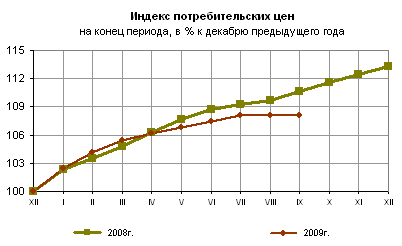 Индекс потребительских цен
на конец периода, в % к декабрю предыдущего года
115
112
109
106
103
100
XII I II III IV V VI VII VIII IX X XI XII
2008г. 2009г.